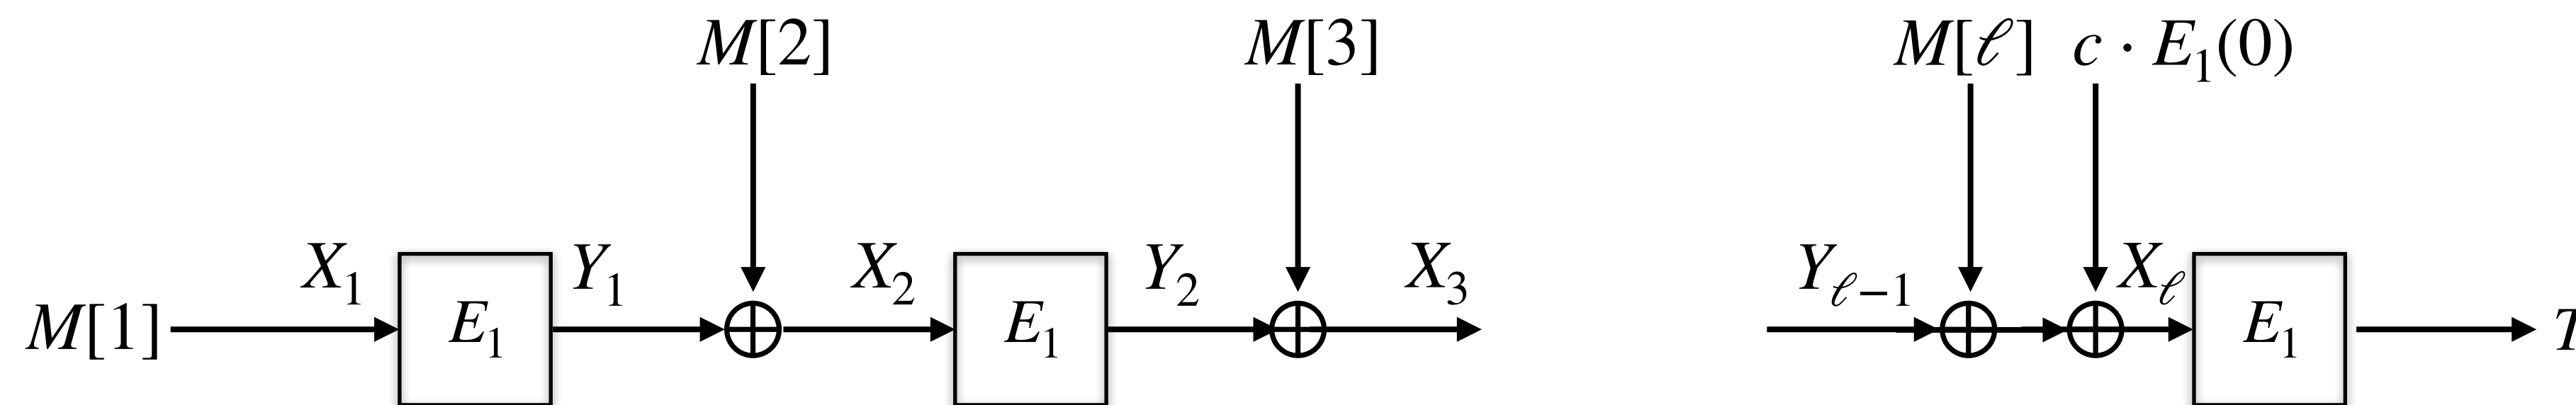 M[2] M[3] M[ℓ] c · E₁(0)
X₁ Y₁ X₂ Y₂ X₃ Yℓ₋₁ Xℓ
M[1] E₁ E₁ E₁ T